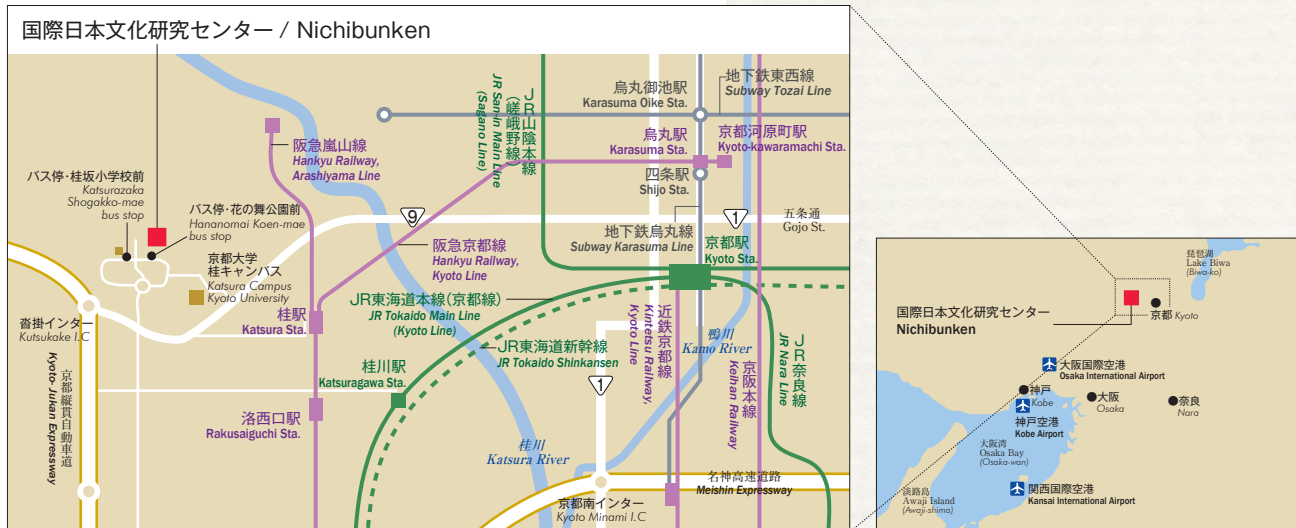 国際日本文化研究センター / Nichibunken
烏丸御池駅
Karasuma Oike Sta.
地下鉄東西線
Subway Tozai Line
JR山陰本線
(嵯峨野線)
JR San-in Main Line
(Sagano Line)
阪急嵐山線
Hankyu Railway,
Arashiyama Line
烏丸駅
Karasuma Sta.
京都河原町駅
Kyoto-kawaramachi Sta.
四条駅
Shijo Sta.
バス停・桂坂小学校前
Katsurazaka
Shogakko-mae
bus stop
バス停・花の舞公園前
Hananomai Koen-mae
bus stop
9
1
五条通
Gojo St.
地下鉄烏丸線
Subway Karasuma Line
京都駅
Kyoto Sta.
阪急京都線
Hankyu Railway,
Kyoto Line
京都大学
桂キャンパス
Katsura Campus
Kyoto University
JR東海道本線(京都線)
JR Tokaido Main Line
(Kyoto Line)
桂駅
Katsura Sta.
沓掛インター
Kutsukake I.C
JR東海道新幹線
JR Tokaido Shinkansen
近鉄京都線
Kintetsu Railway,
Kyoto Line
鴨川
Kamo River
京阪本線
Keihan Railway
JR奈良線
JR Nara Line
桂川駅
Katsuragawa Sta.
1
京都縦貫自動車道
Kyoto-Jukan Expressway
洛西口駅
Rakusaiguchi Sta.
桂川
Katsura River
名神高速道路
Meishin Expressway
京都南インター
Kyoto Minami I.C
琵琶湖
Lake Biwa
(Biwa-ko)
国際日本文化研究センター
Nichibunken
京都 Kyoto
大阪国際空港
Osaka International Airport
神戸
Kobe
大阪
Osaka
奈良
Nara
神戸空港
Kobe Airport
大阪湾
Osaka Bay
(Osaka-wan)
淡路島
Awaji Island
(Awaji-shima)
関西国際空港
Kansai International Airport